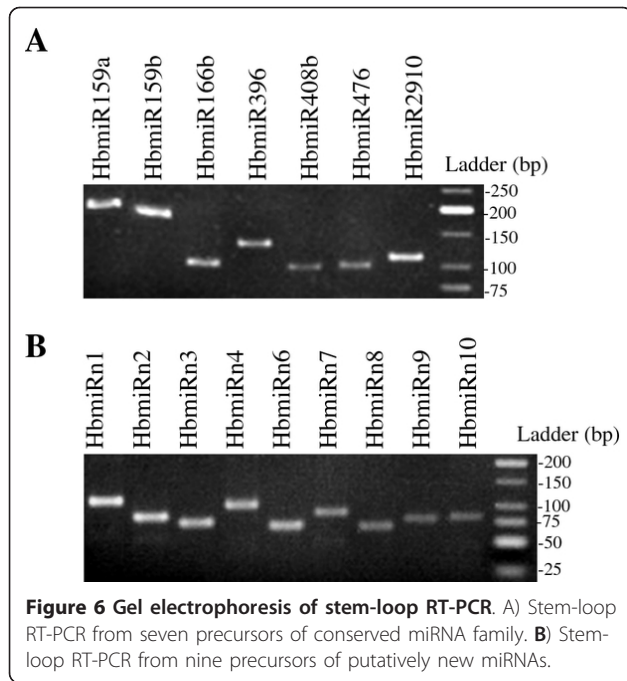 A
HbmiR159a
HbmiR159b
HbmiR166b
HbmiR396
HbmiR408b
HbmiR476
HbmiR2910
Ladder (bp)
-250
-200
-150
-100
-75
B
HbmiRn1
HbmiRn2
HbmiRn3
HbmiRn4
HbmiRn6
HbmiRn7
HbmiRn8
HbmiRn9
HbmiRn10
Ladder (bp)
-200
-150
-100
-75
-50
-25
Figure 6 Gel electrophoresis of stem-loop RT-PCR. A) Stem-loop
RT-PCR from seven precursors of conserved miRNA family. B) Stem-
loop RT-PCR from nine precursors of putatively new miRNAs.